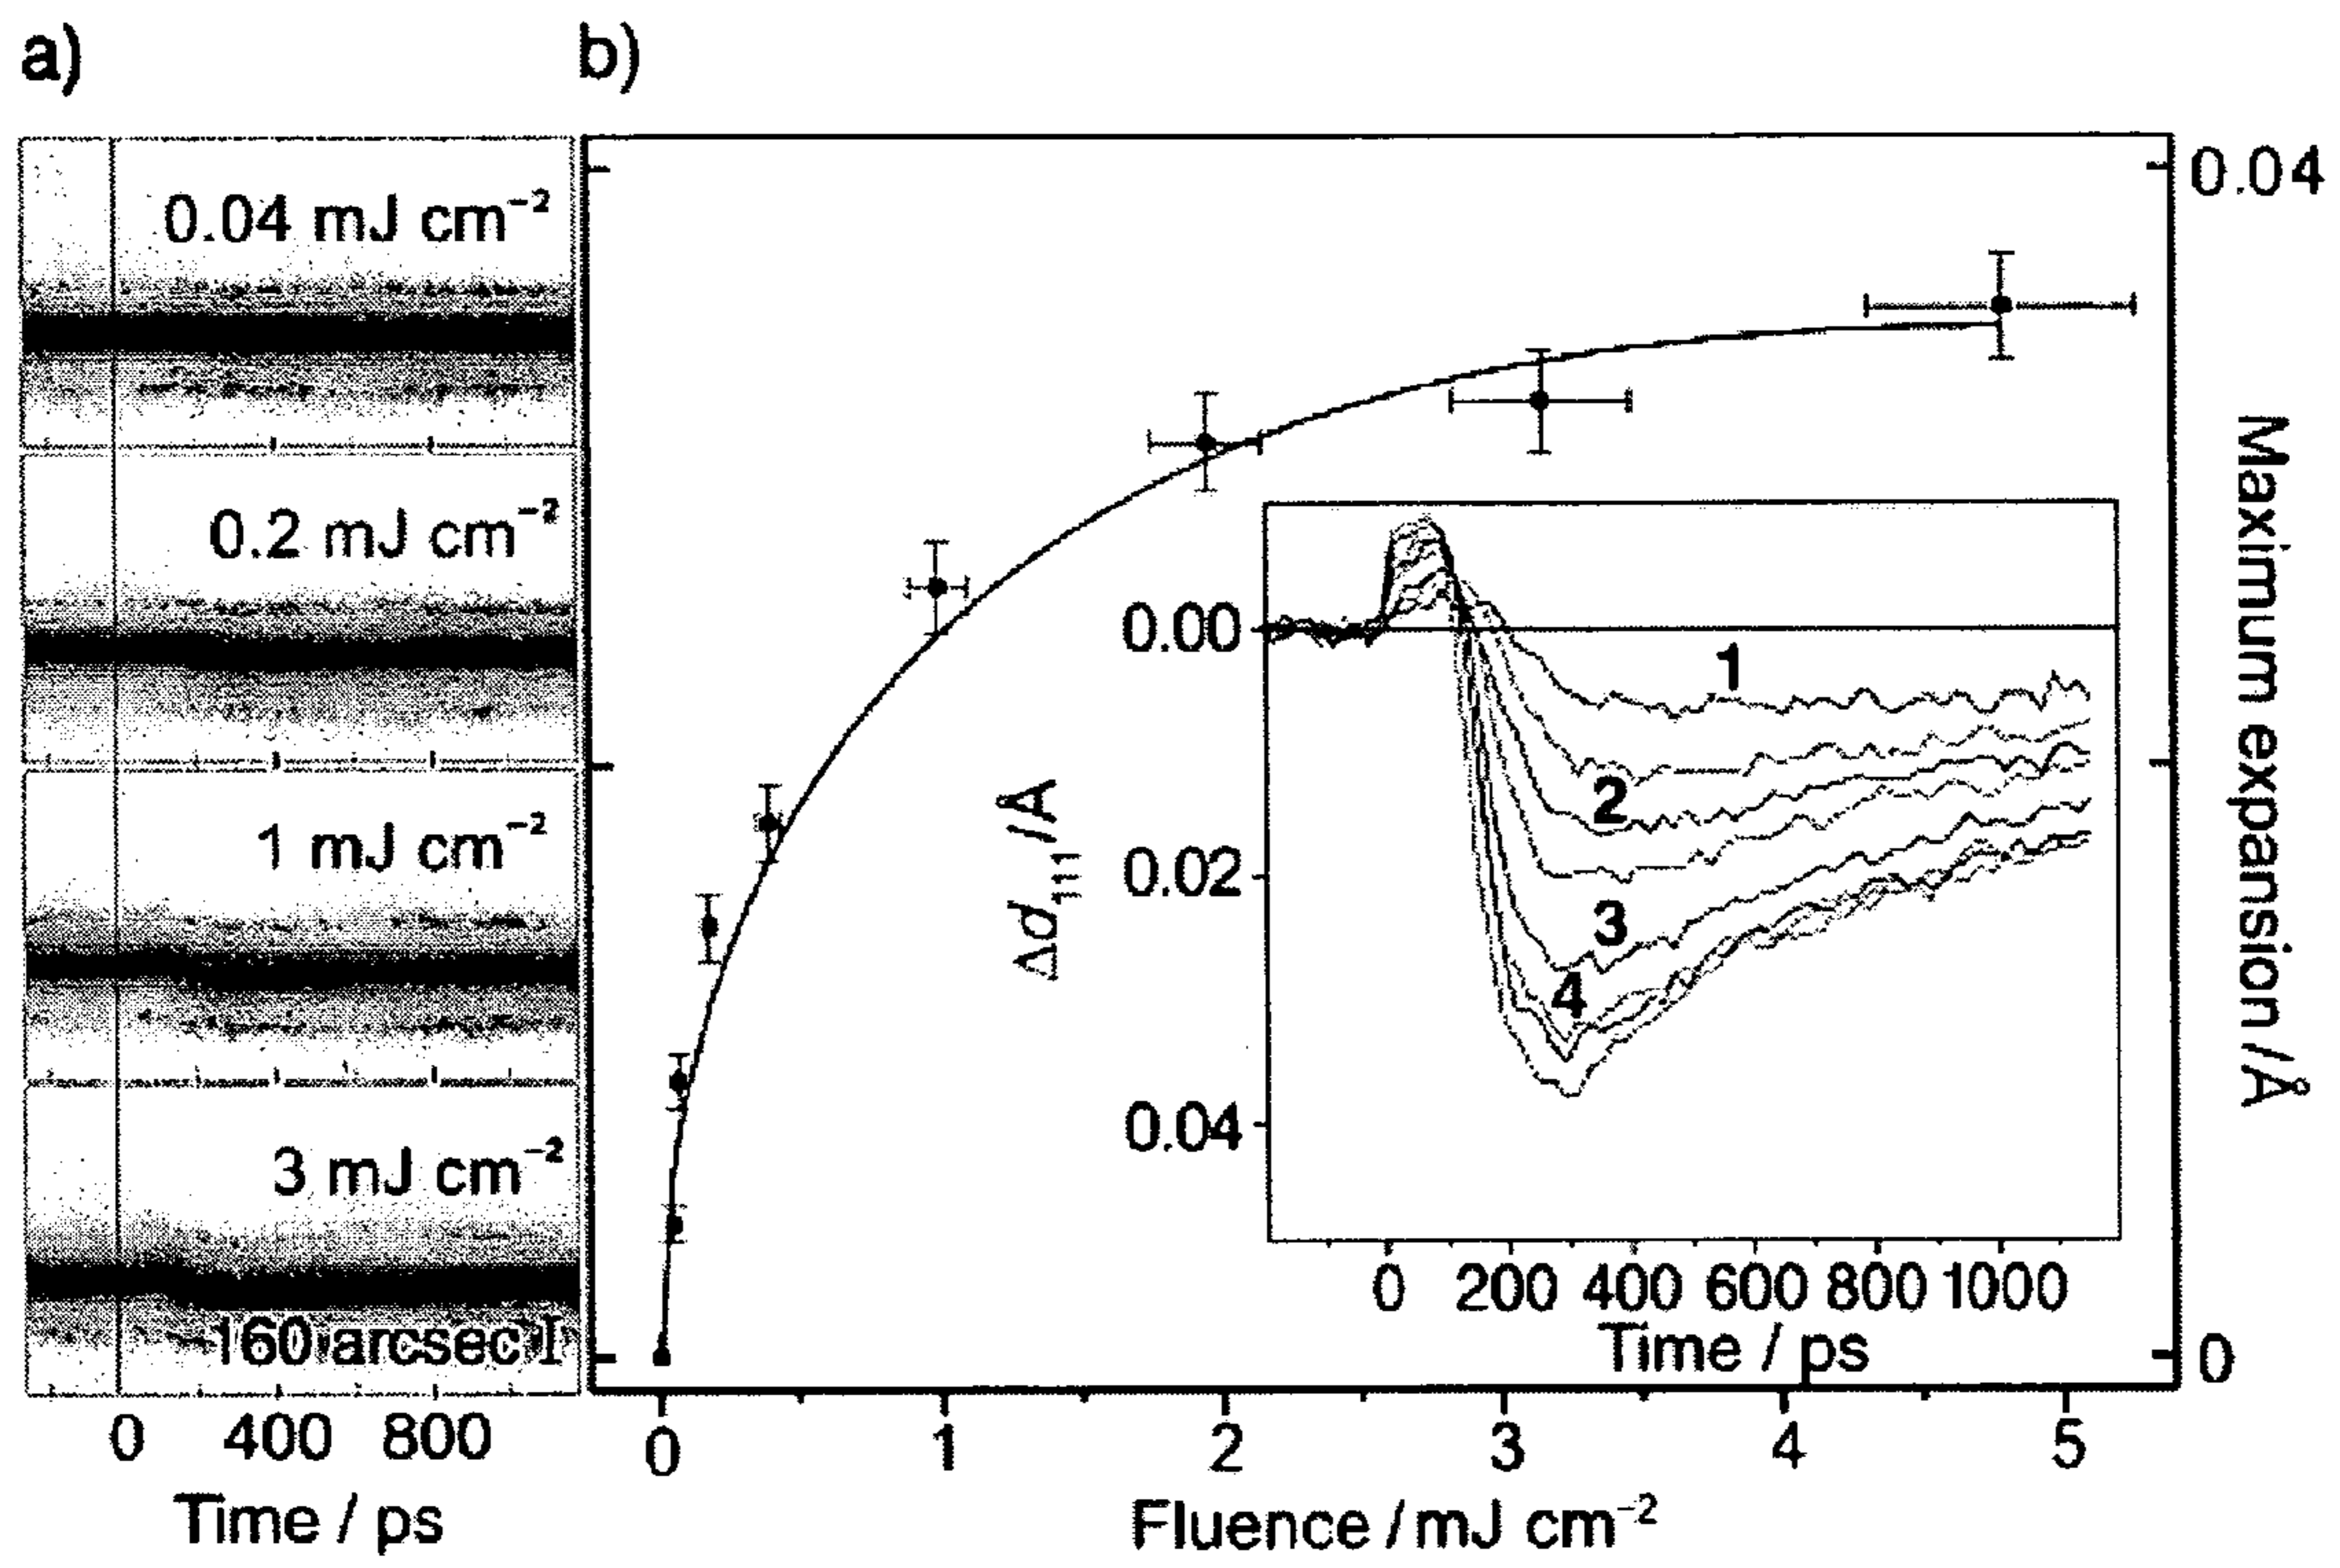 a)
0.04 mJ cm⁻²
0.2 mJ cm⁻²
1 mJ cm⁻²
3 mJ cm⁻²
160 arcsec I
0 400 800
Time / ps
b)
0.04
0
Maximum expansion / Å
0 1 2 3 4 5
Fluence / mJ cm⁻²
0.00
0.02
0.04
Δd₁₁₁ / Å
1
2
3
4
0 200 400 600 800 1000
Time / ps